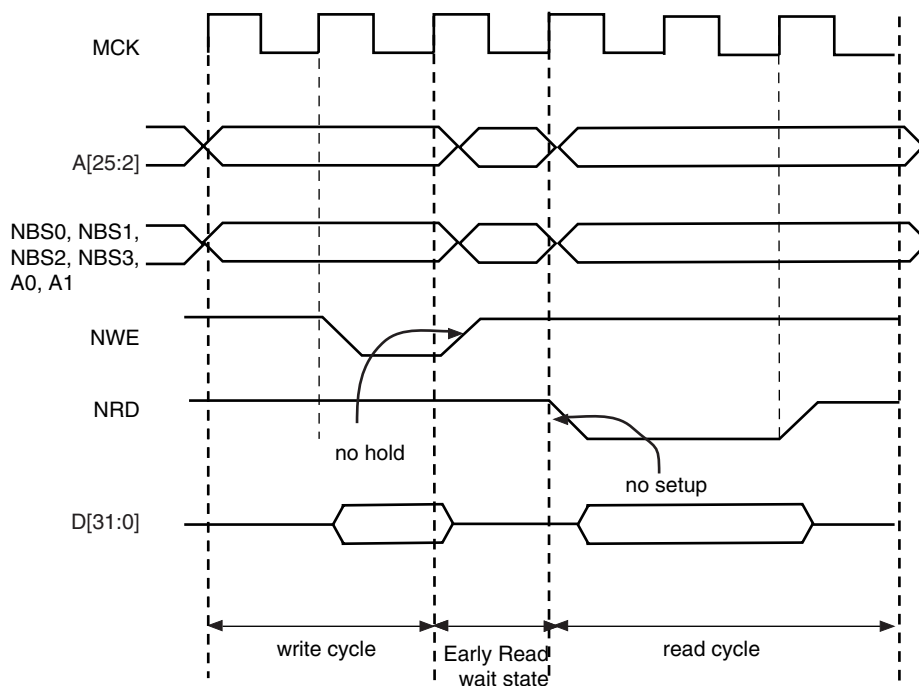 MCK
A[25:2]
NBS0, NBS1,
NBS2, NBS3,
A0, A1
NWE
NRD
no hold
no setup
D[31:0]
write cycle
Early Read
wait state
read cycle